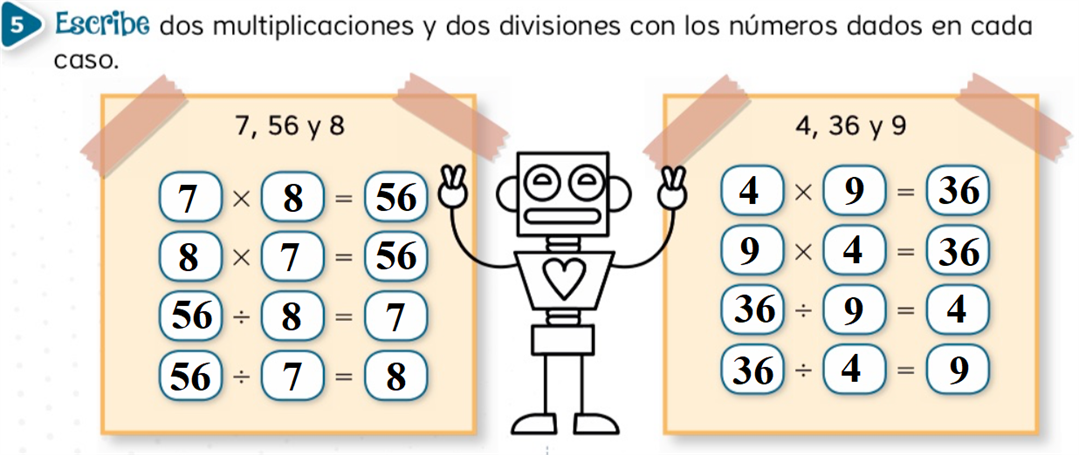 5 Escribe dos multiplicaciones y dos divisiones con los números dados en cada
caso.
7, 56 y 8
7 × 8 = 56
8 × 7 = 56
56 ÷ 8 = 7
56 ÷ 7 = 8
4, 36 y 9
4 × 9 = 36
9 × 4 = 36
36 ÷ 9 = 4
36 ÷ 4 = 9